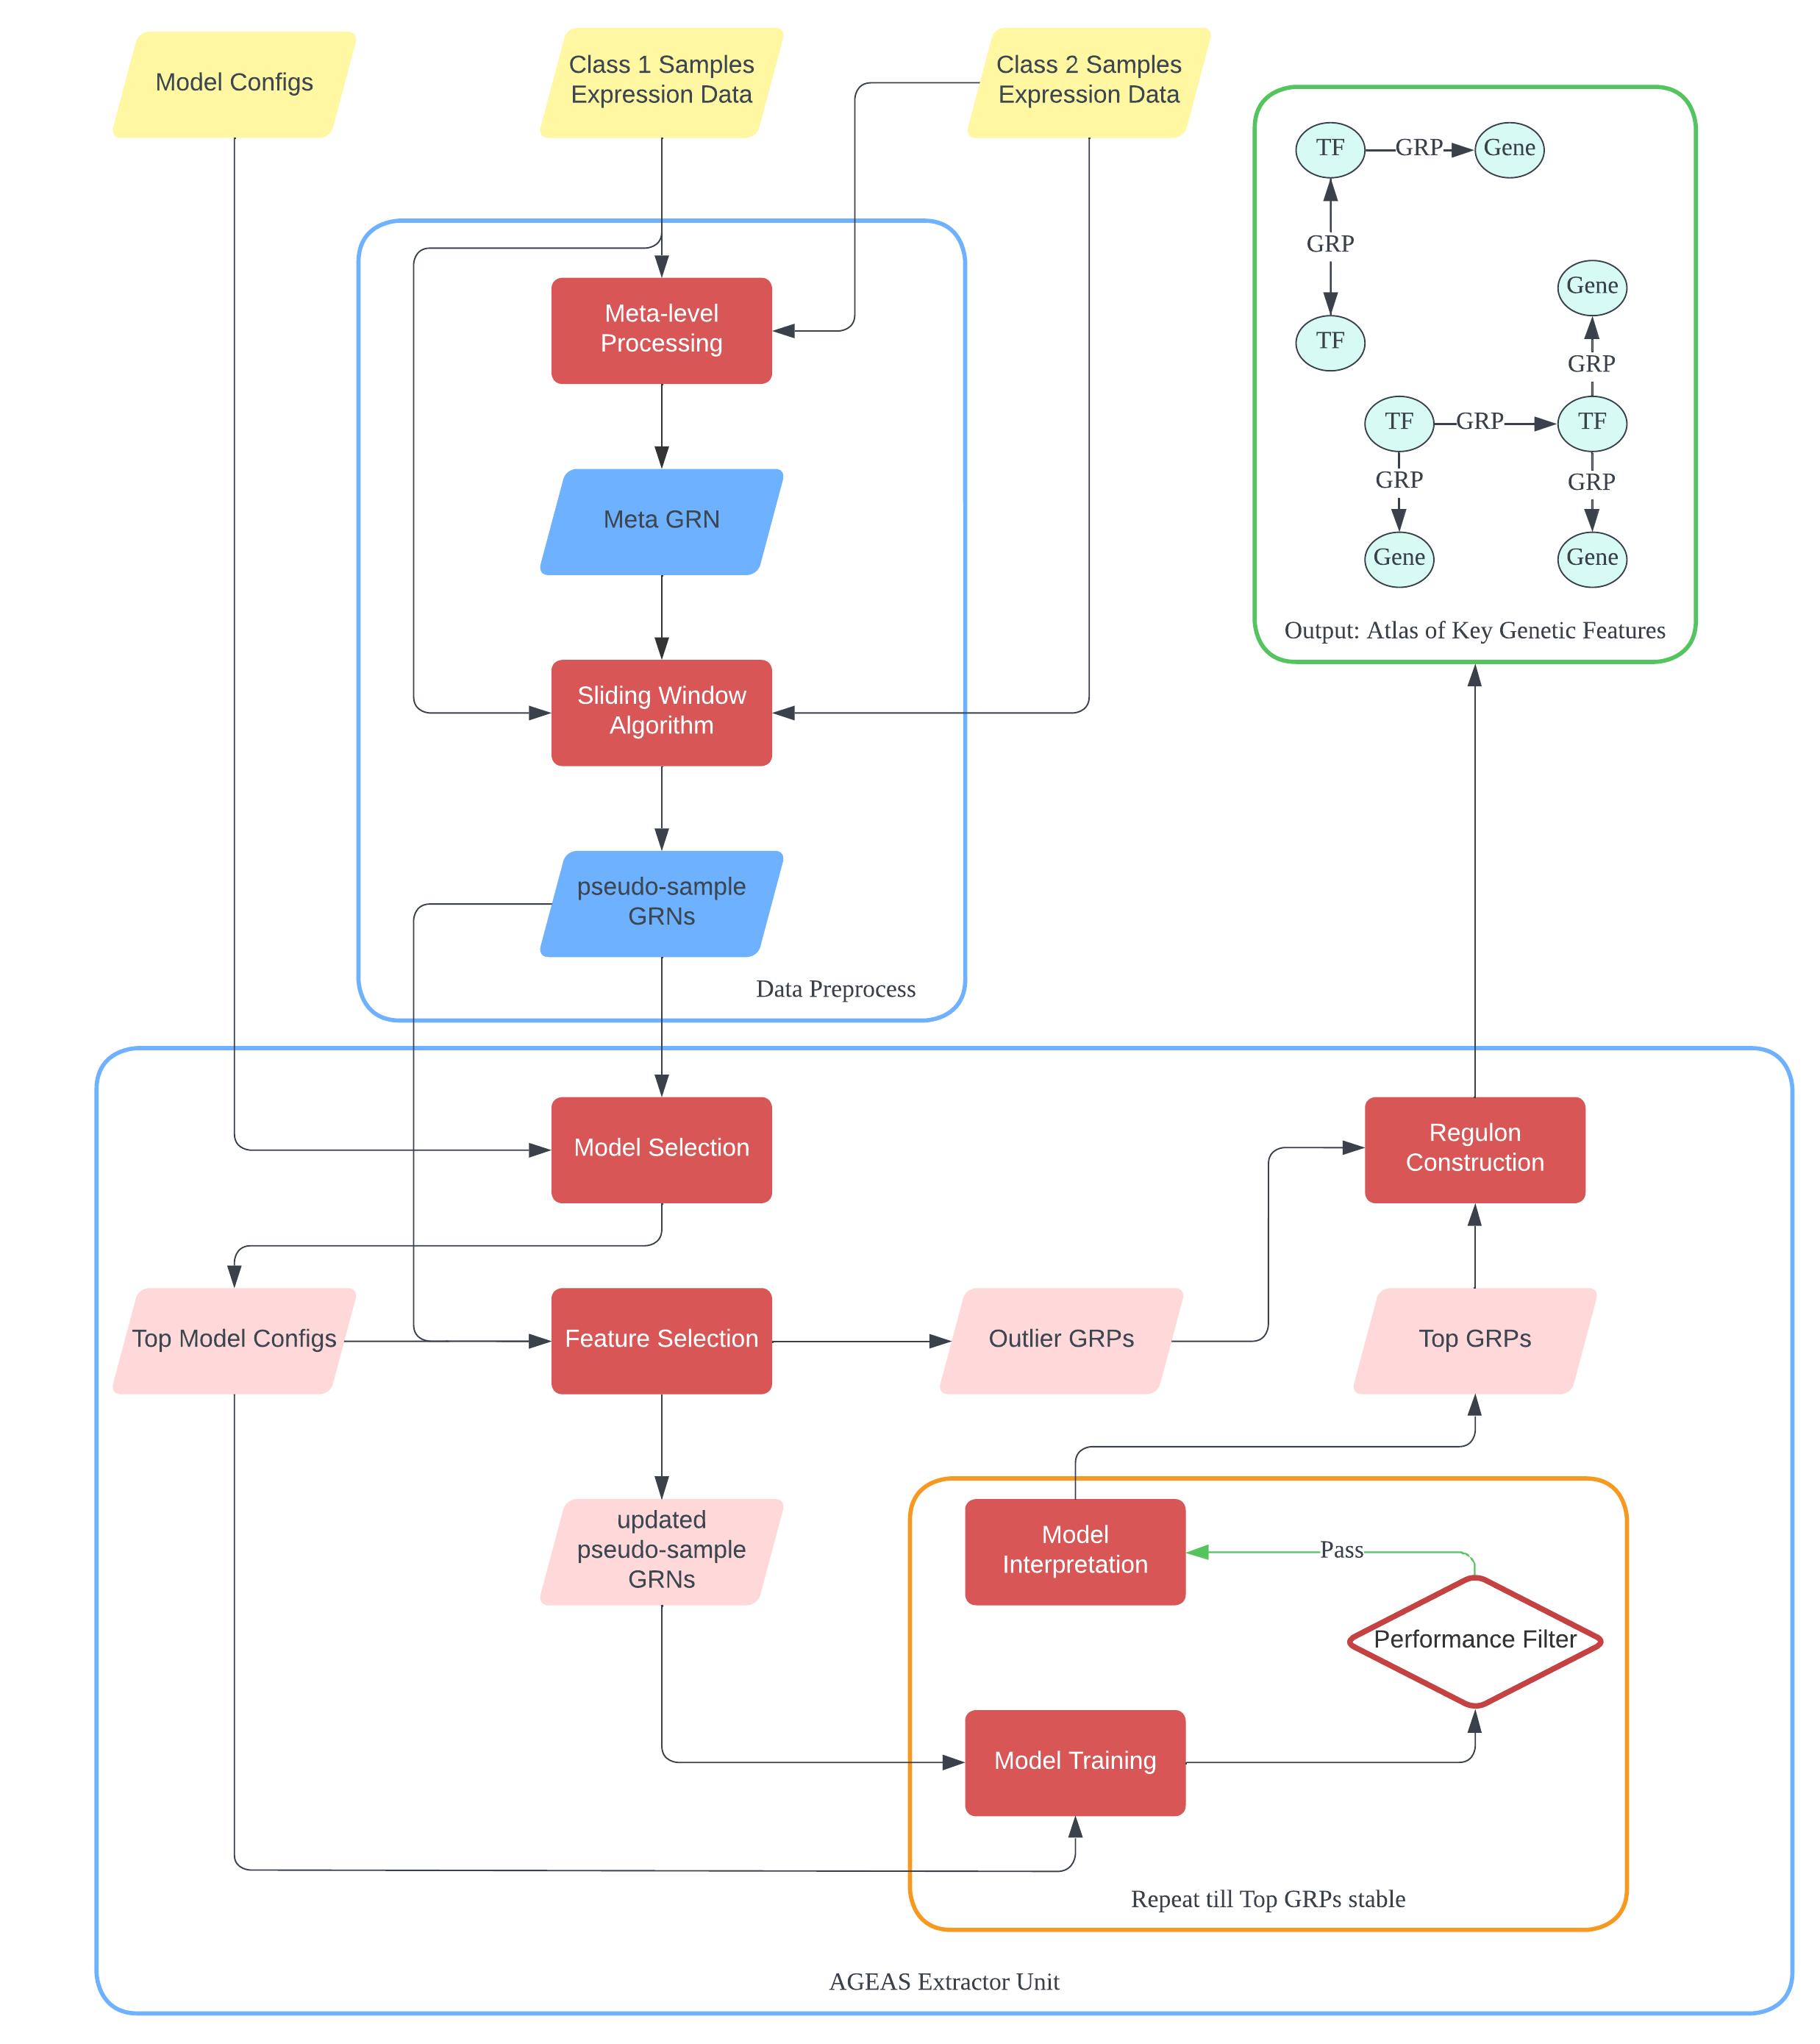 Model Configs
Class 1 Samples
Expression Data
Class 2 Samples
Expression Data
TF
GRP
Gene
GRP
TF
Gene
GRP
TF
GRP
TF
GRP
GRP
Gene
Gene
Output: Atlas of Key Genetic Features
Meta-level
Processing
Meta GRN
Sliding Window
Algorithm
pseudo-sample
GRNs
Data Preprocess
Model Selection
Regulon
Construction
Top Model Configs
Feature Selection
Outlier GRPs
Top GRPs
updated
pseudo-sample
GRNs
Model
Interpretation
Pass
Performance Filter
Model Training
Repeat till Top GRPs stable
AGEAS Extractor Unit